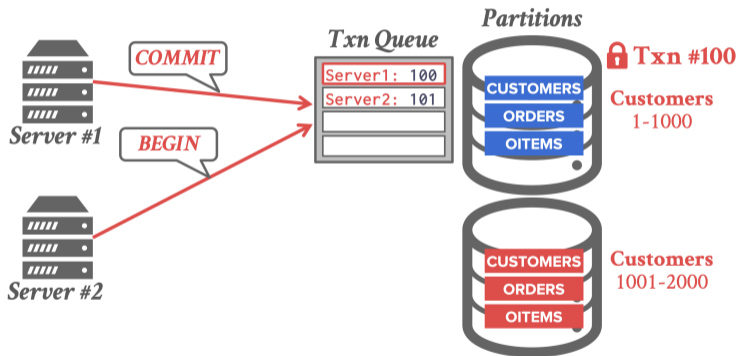 COMMIT
Server #1
BEGIN
Server #2
Txn Queue
Server1: 100
Server2: 101
Partitions
CUSTOMERS
ORDERS
OITEMS
Txn #100
Customers
1-1000
CUSTOMERS
ORDERS
OITEMS
Customers
1001-2000